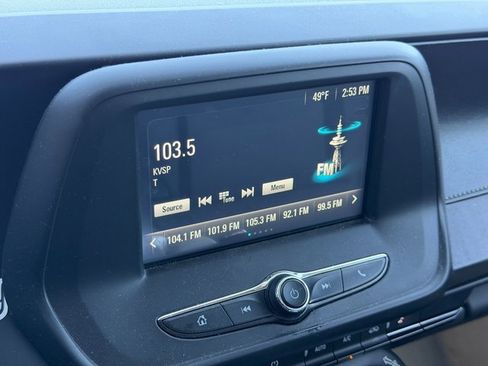 49°F 2:53 PM
103.5
KVSP
T
FM
Source Tune Menu
104.1 FM 101.9 FM 105.3 FM 92.1 FM 99.5 FM
AUTO A/C